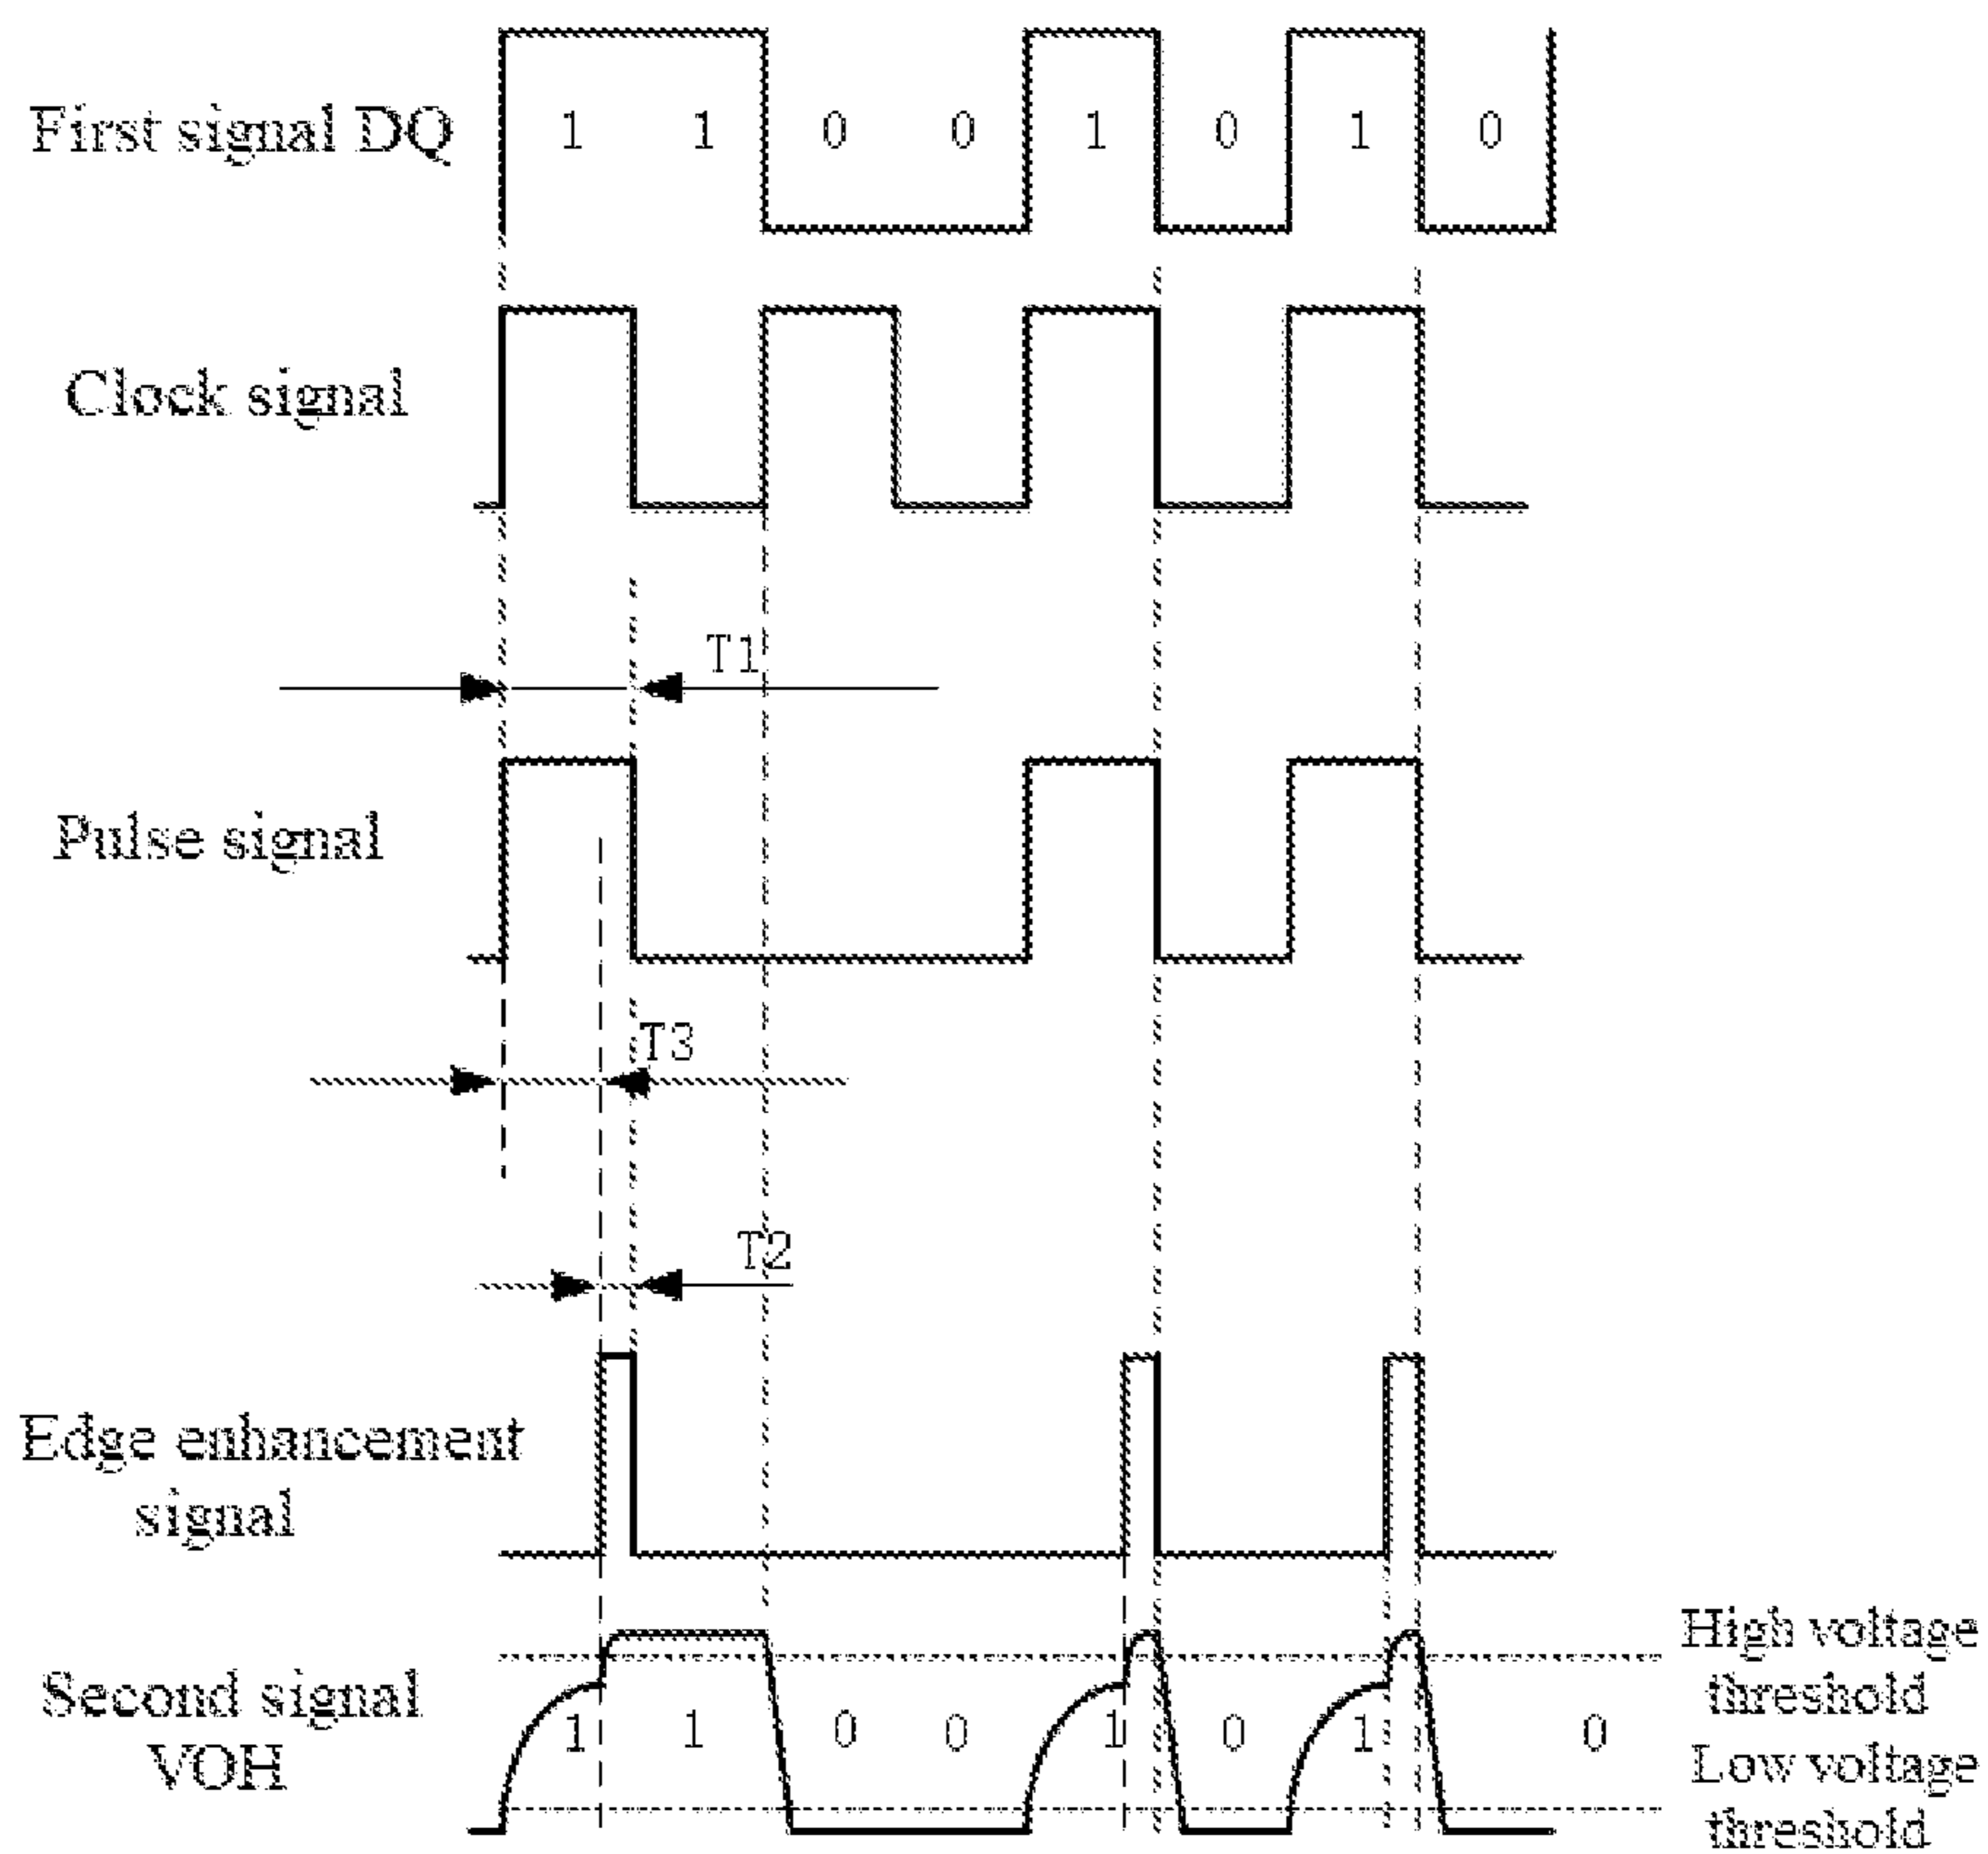 First signal DQ
1 1 0 0 1 0 1 0
Clock signal
T1
Pulse signal
T3
T2
Edge enhancement
signal
High voltage
threshold
Second signal
VOH
1 1 0 0 1 0 1 0
Low voltage
threshold